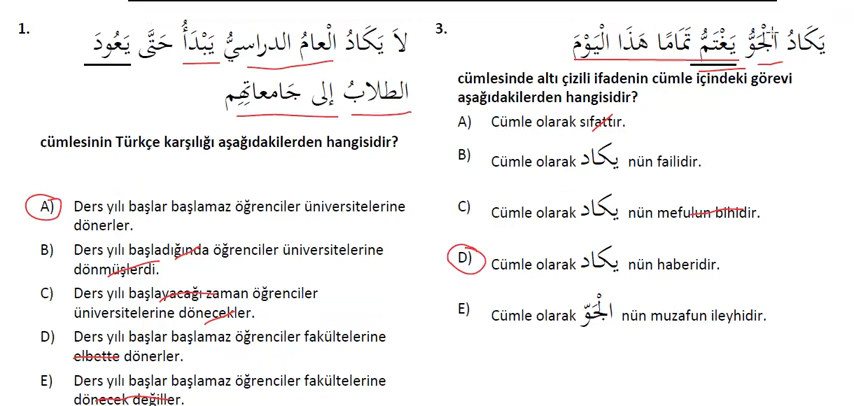 1.
لاَ يَكَادُ الْعامُ الدراسيُّ يَبْدَأُ حَتَّى يَعُودَ
الطلابُ إلى جَامعاتِهِم
cümlesinin Türkçe karşılığı aşağıdakilerden hangisidir?
A) Ders yılı başlar başlamaz öğrenciler üniversitelerine
dönerler.
B) Ders yılı başladığında öğrenciler üniversitelerine
dönmüşlerdi.
C) Ders yılı başlayacağı zaman öğrenciler
üniversitelerine dönecekler.
D) Ders yılı başlar başlamaz öğrenciler fakültelerine
elbette dönerler.
E) Ders yılı başlar başlamaz öğrenciler fakültelerine
dönecek değiller.
3.
يَكَادُ الْجَوُّ يَغْتَمُّ تَمَامًا هَذَا الْيَوْمَ
cümlesinde altı çizili ifadenin cümle içindeki görevi
aşağıdakilerden hangisidir?
A) Cümle olarak sıfattır.
B) Cümle olarak يكاد nün failidir.
C) Cümle olarak يكاد nün mefulun bihidir.
D) Cümle olarak يكاد nün haberidir.
E) Cümle olarak الْجَوّ nün muzafun ileyhidir.